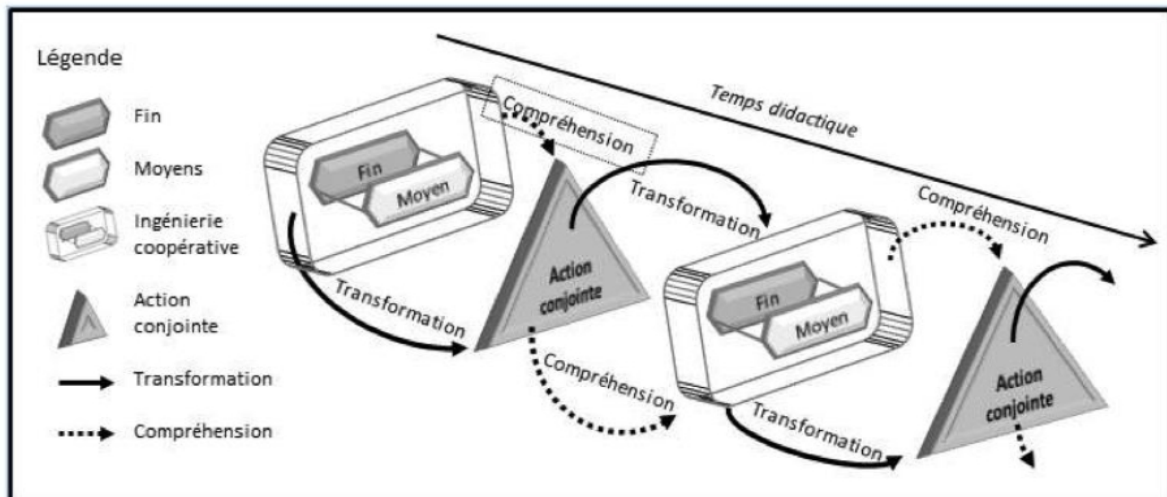 Légende
Fin
Moyens
Ingénierie
coopérative
Action
conjointe
Transformation
Compréhension
Temps didactique
Compréhension
Fin
Moyen
Transformation
Transformation
Action
conjointe
Compréhension
Compréhension
Fin
Moyen
Transformation
Action
conjointe